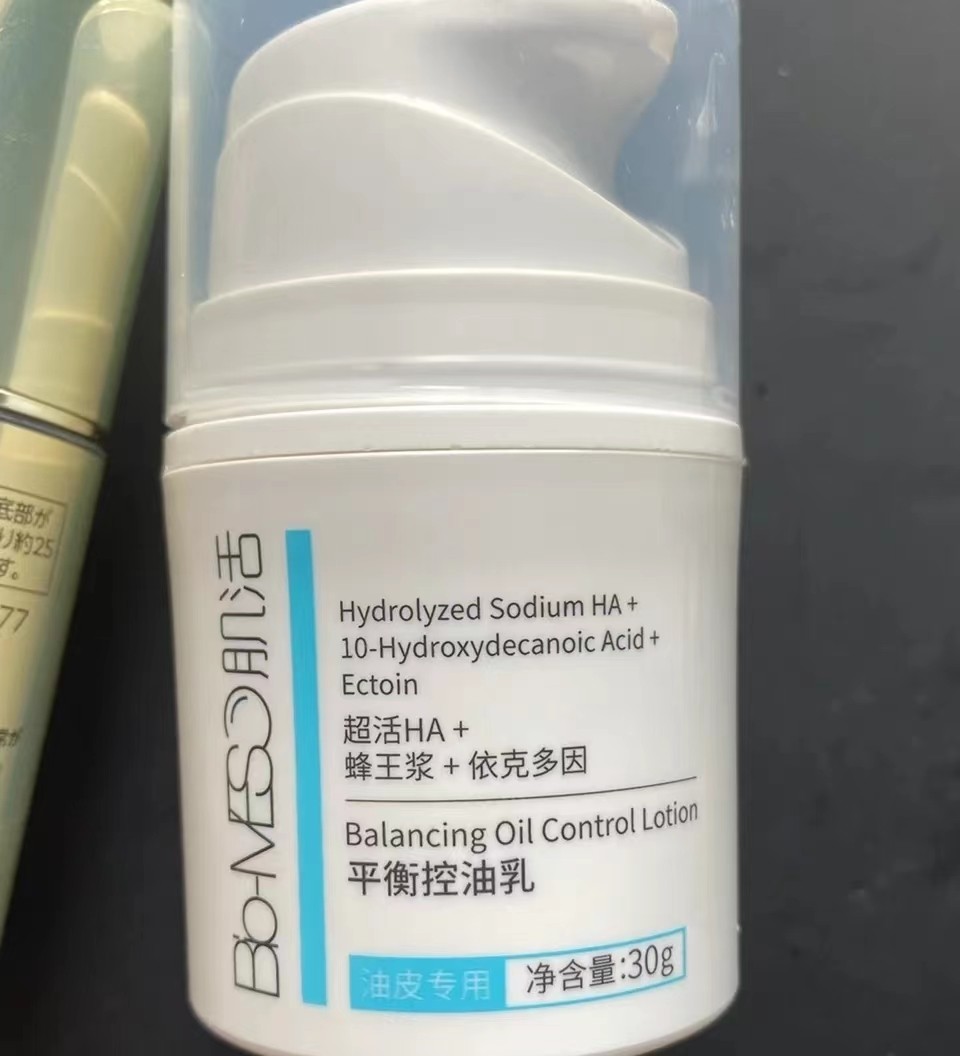 底部が
約25
す。
77
Bio-MESO肌活
Hydrolyzed Sodium HA +
10-Hydroxydecanoic Acid +
Ectoin
超活HA +
蜂王浆 + 依克多因
Balancing Oil Control Lotion
平衡控油乳
油皮专用
净含量:30g